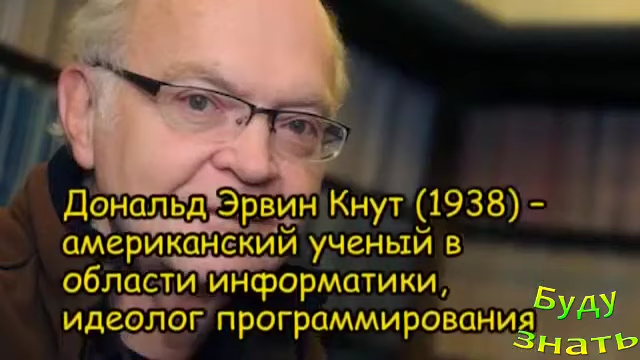 Дональд Эрвин Кнут (1938) –
американский ученый в
области информатики,
идеолог программирования
Буду
знать